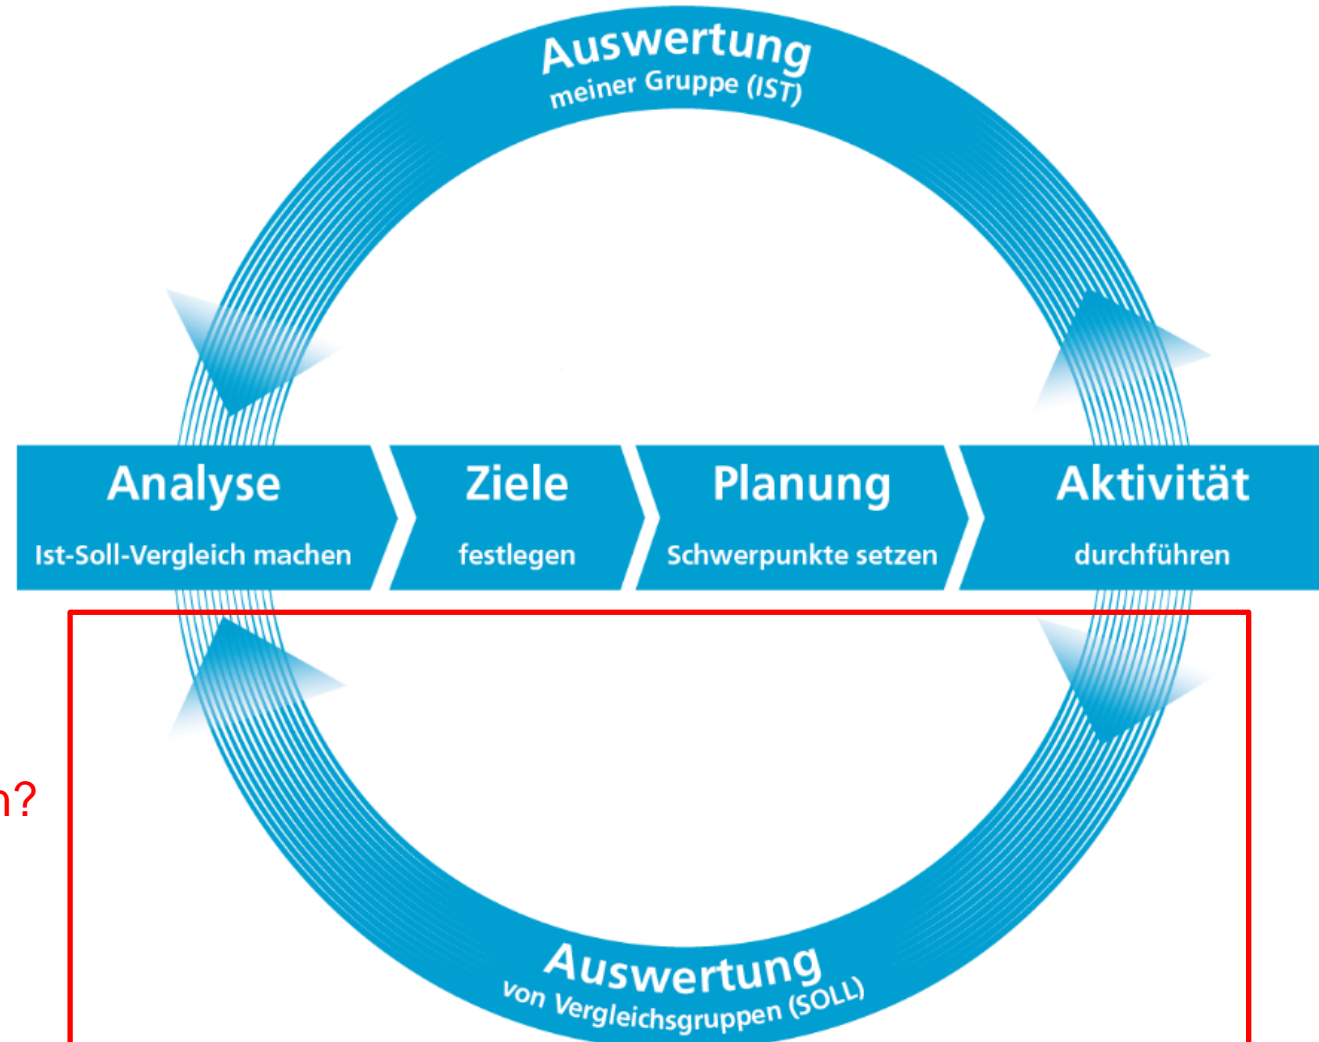 Auswertung
meiner Gruppe (IST)
Analyse
Ist-Soll-Vergleich machen
Ziele
festlegen
Planung
Schwerpunkte setzen
Aktivität
durchführen
Auswertung
von Vergleichsgruppen (SOLL)